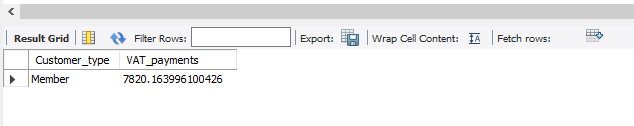 Result Grid Filter Rows: Export: Wrap Cell Content: Fetch rows:
Customer_type VAT_payments
Member 7820.163996100426